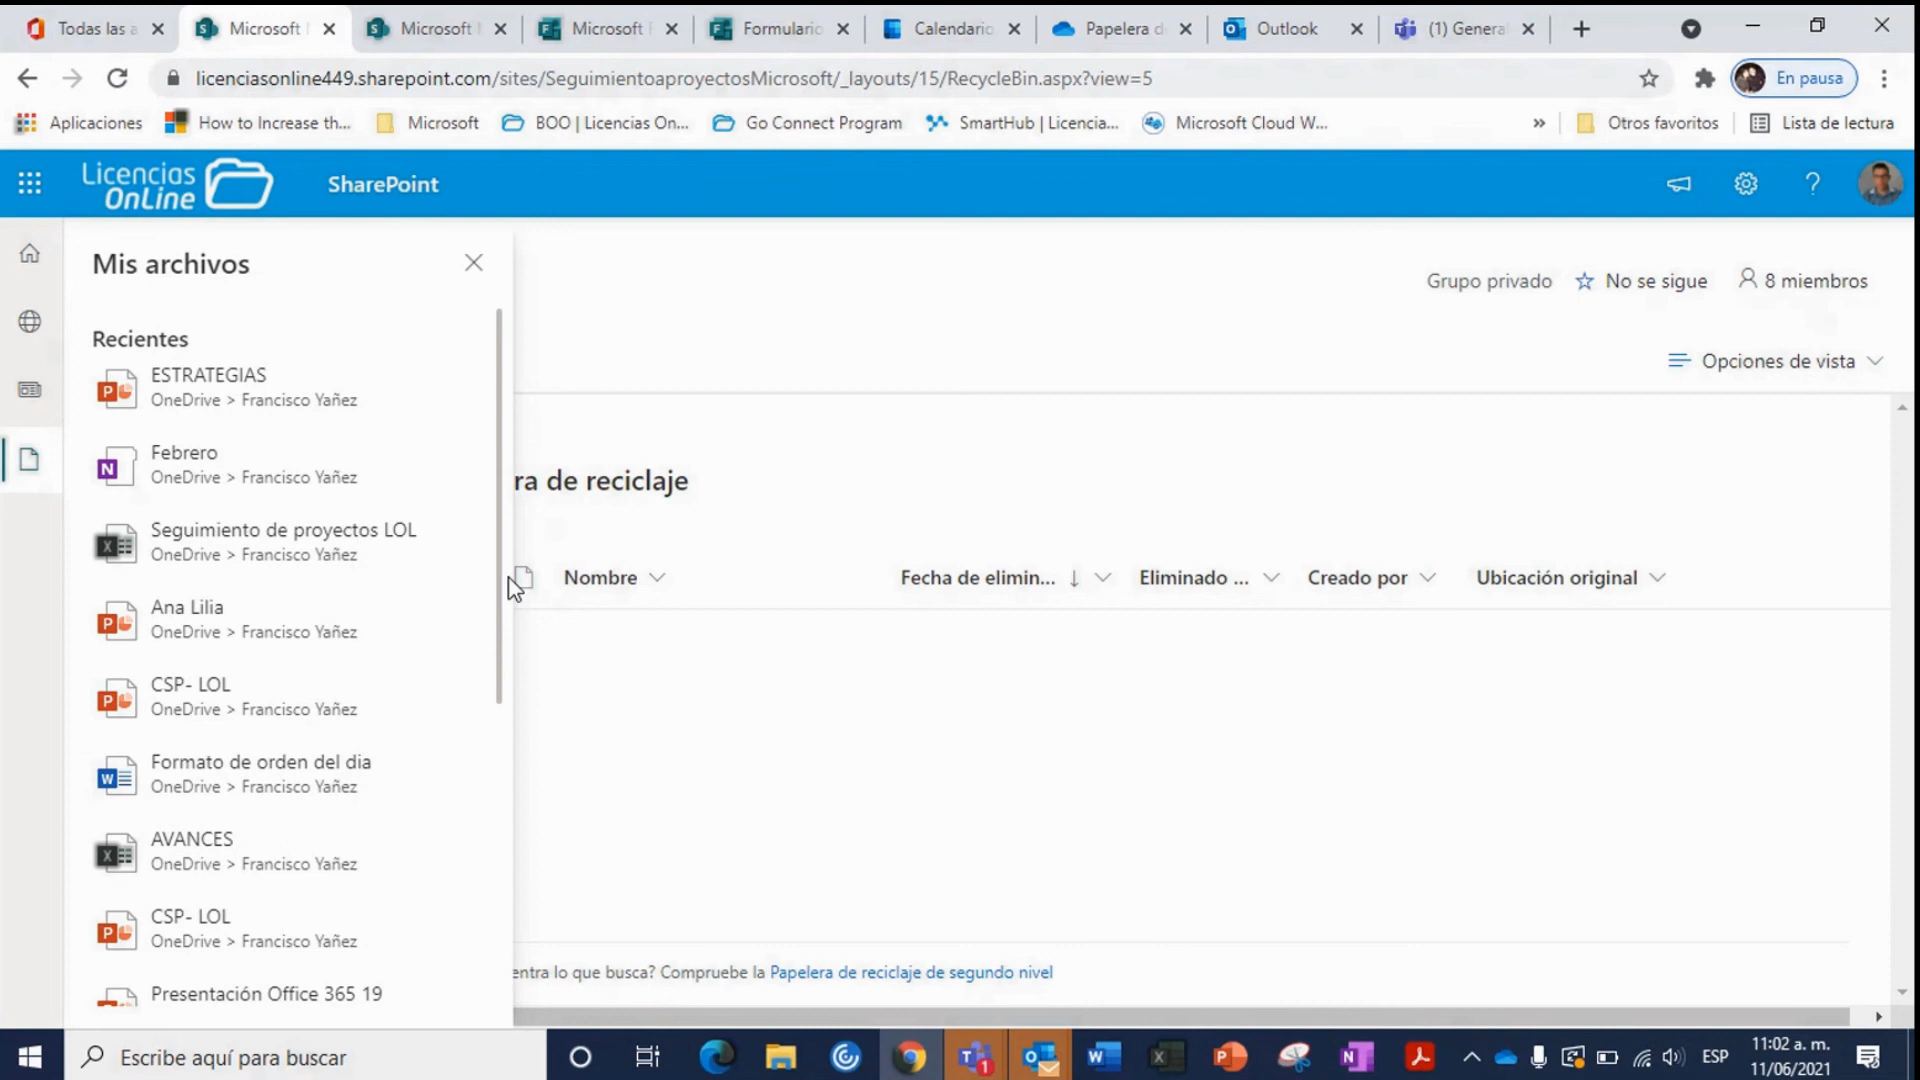 Todas las a
Microsoft
Microsoft
Microsoft
Formulario
Calendario
Papelera d
Outlook
(1) General
licenciasonline449.sharepoint.com/sites/SeguimientoaproyectosMicrosoft/_layouts/15/RecycleBin.aspx?view=5
En pausa
Aplicaciones
How to Increase th...
Microsoft
BOO | Licencias On...
Go Connect Program
SmartHub | Licencia...
Microsoft Cloud W...
»
Otros favoritos
Lista de lectura
Licencias
OnLine
SharePoint
Mis archivos
Grupo privado
No se sigue
8 miembros
Recientes
Opciones de vista
ESTRATEGIAS
OneDrive > Francisco Yañez
Febrero
OneDrive > Francisco Yañez
ra de reciclaje
Seguimiento de proyectos LOL
OneDrive > Francisco Yañez
Nombre
Fecha de elimin...
Eliminado ...
Creado por
Ubicación original
Ana Lilia
OneDrive > Francisco Yañez
CSP- LOL
OneDrive > Francisco Yañez
Formato de orden del dia
OneDrive > Francisco Yañez
AVANCES
OneDrive > Francisco Yañez
CSP- LOL
OneDrive > Francisco Yañez
entra lo que busca? Compruebe la Papelera de reciclaje de segundo nivel
Presentación Office 365 19
Escribe aquí para buscar
ESP
11:02 a. m.
11/06/2021